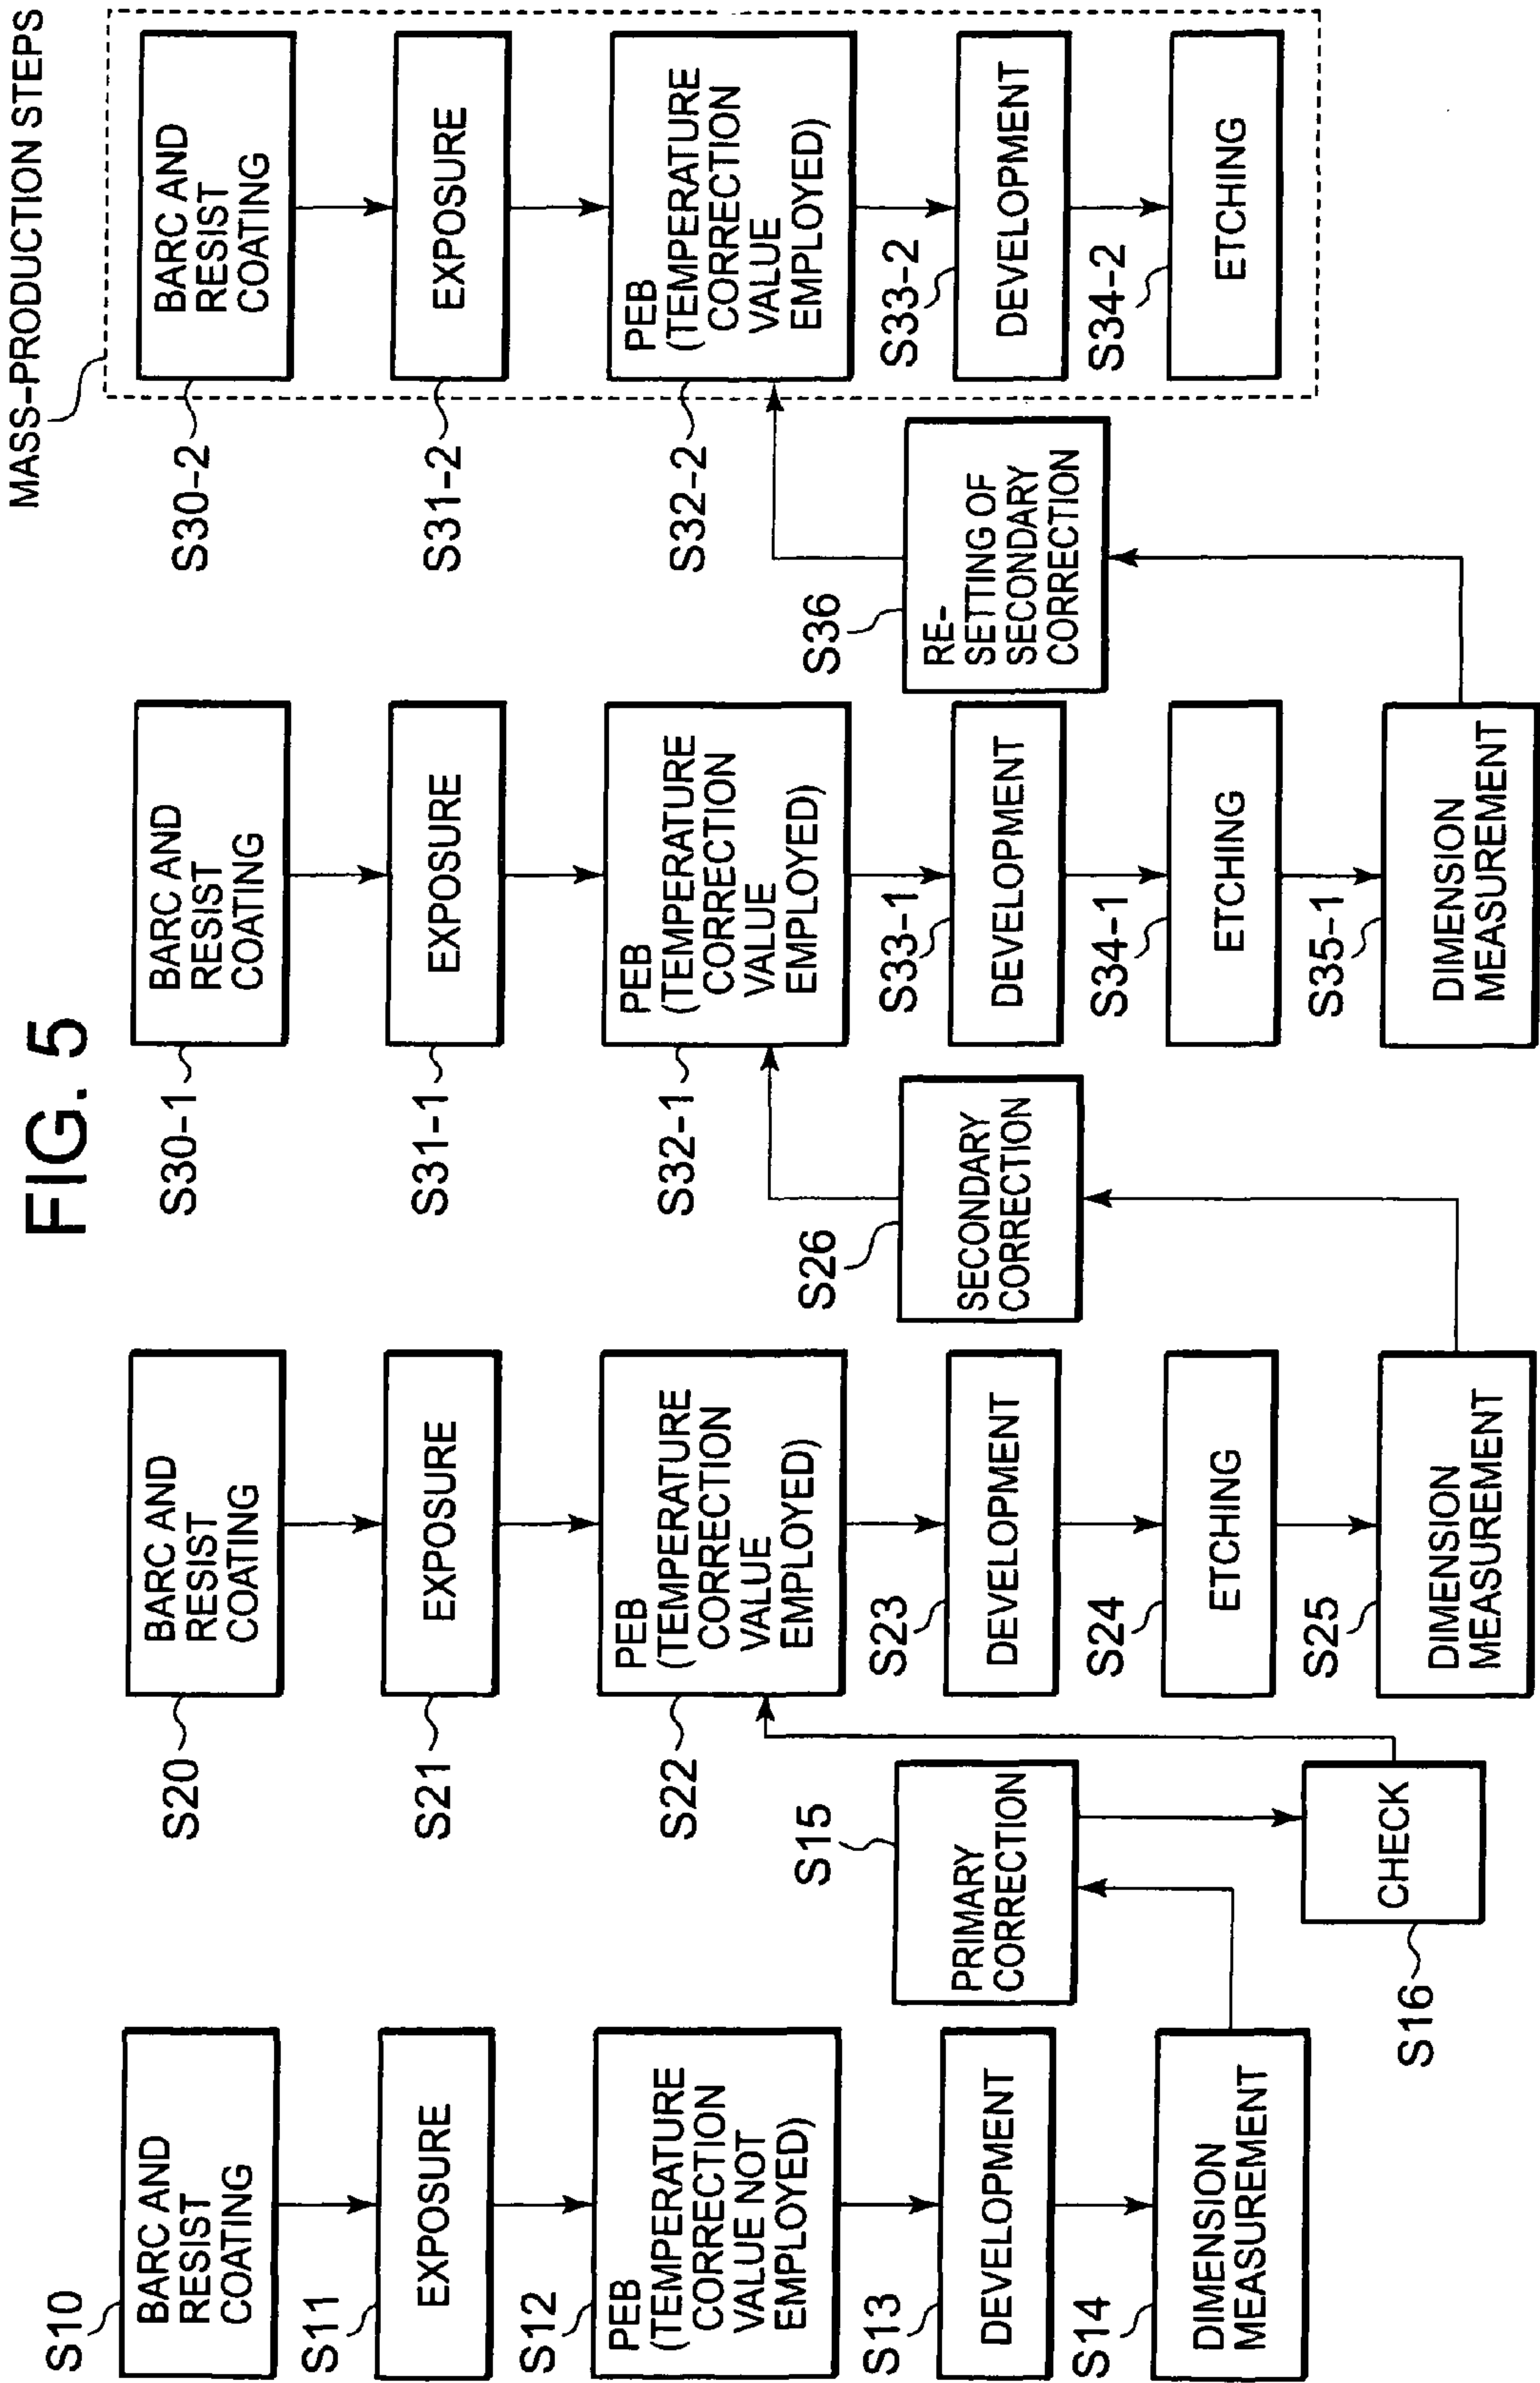 FIG. 5
S10
BARC AND
RESIST
COATING
S11
EXPOSURE
S12
PEB
(TEMPERATURE
CORRECTION
VALUE NOT
EMPLOYED)
S13
DEVELOPMENT
S14
DIMENSION
MEASUREMENT
S15
PRIMARY
CORRECTION
S16
CHECK
S20
BARC AND
RESIST
COATING
S21
EXPOSURE
S22
PEB
(TEMPERATURE
CORRECTION
VALUE
EMPLOYED)
S23
DEVELOPMENT
S24
ETCHING
S25
DIMENSION
MEASUREMENT
S26
SECONDARY
CORRECTION
S30-1
BARC AND
RESIST
COATING
S31-1
EXPOSURE
S32-1
PEB
(TEMPERATURE
CORRECTION
VALUE
EMPLOYED)
S33-1
DEVELOPMENT
S34-1
ETCHING
S35-1
DIMENSION
MEASUREMENT
S36
RE-
SETTING OF
SECONDARY
CORRECTION
MASS-PRODUCTION STEPS
S30-2
BARC AND
RESIST
COATING
S31-2
EXPOSURE
S32-2
PEB
(TEMPERATURE
CORRECTION
VALUE
EMPLOYED)
S33-2
DEVELOPMENT
S34-2
ETCHING